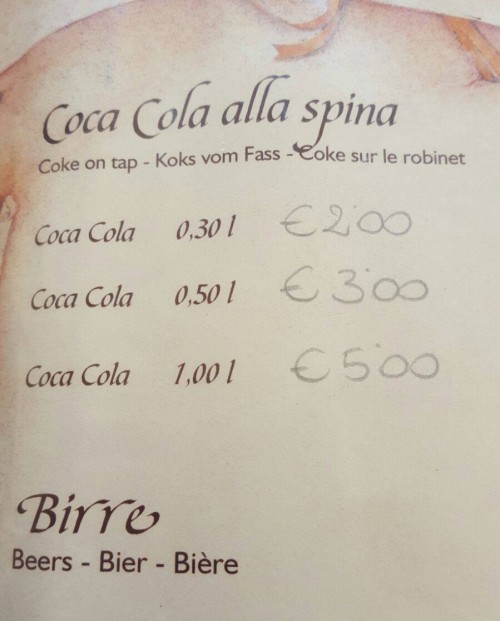 Coca Cola alla spina
Coke on tap - Koks vom Fass - Coke sur le robinet
Coca Cola 0,30 l € 2'00
Coca Cola 0,50 l € 3'00
Coca Cola 1,00 l € 5'00
Birre
Beers - Bier - Bière